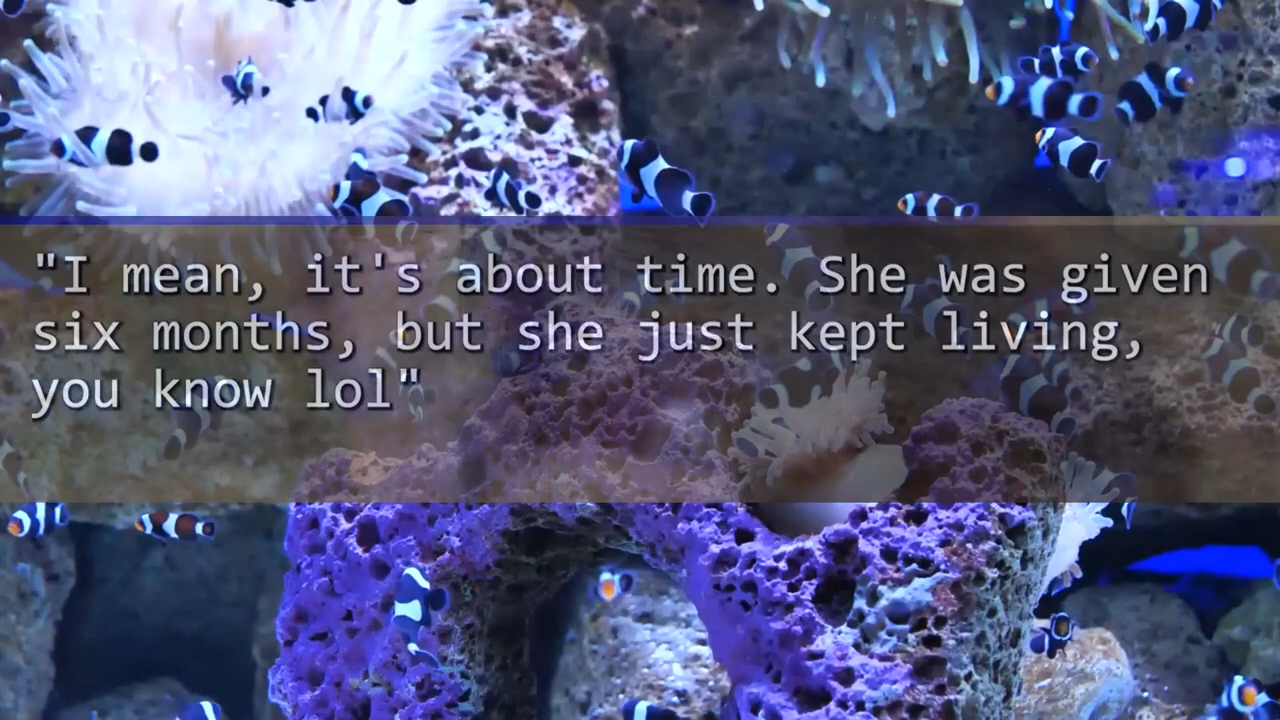 "I mean, it's about time. She was given
six months, but she just kept living,
you know lol"